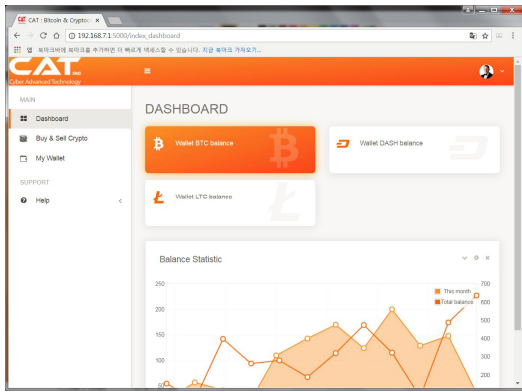 CAT : Bitcoin & Cryptoc
192.168.7.1:5000/index_dashboard
앱 북마크바에 북마크를 추가하면 더 빠르게 액세스할 수 있습니다. 지금 북마크 가져오기...
CAT.INC
Cyber Advanced Technology
MAIN
Dashboard
Buy & Sell Crypto
My Wallet
SUPPORT
Help
DASHBOARD
Wallet BTC balance
Wallet DASH balance
Wallet LTC balance
Balance Statistic
This month
Total balance
250
200
150
100
50
700
600
500
400
300
200